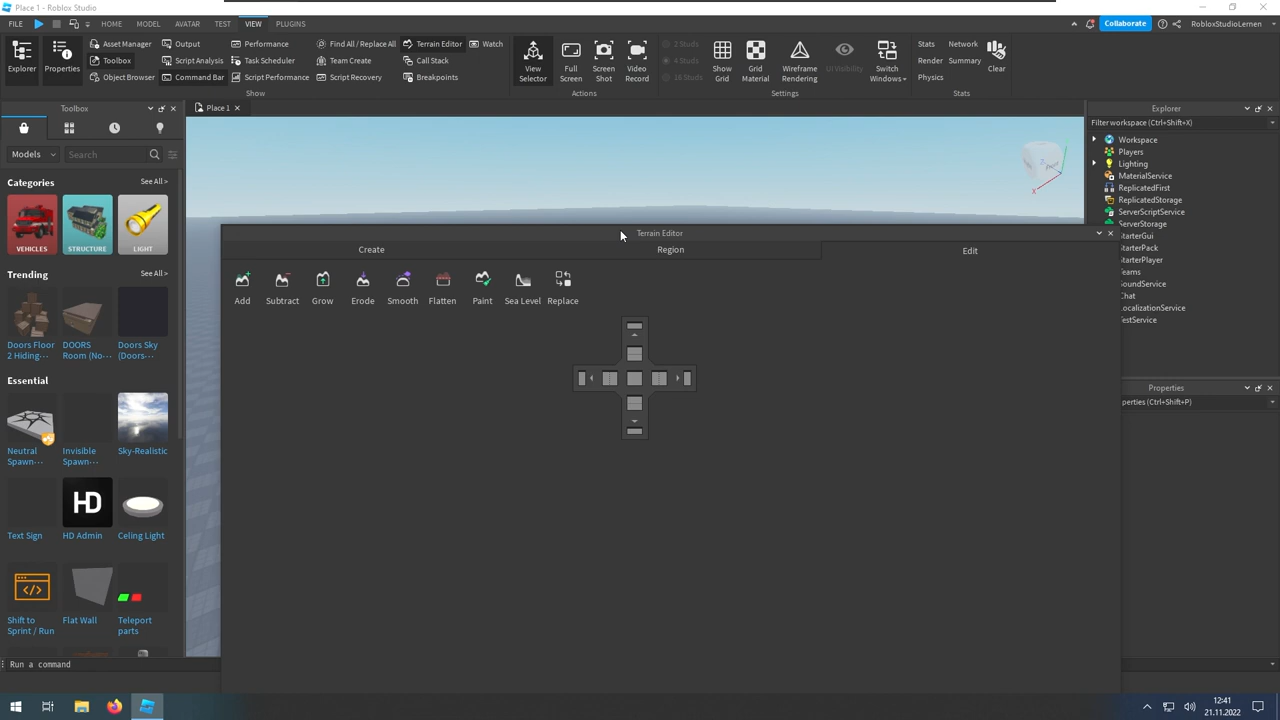 Place 1 - Roblox Studio
FILE HOME MODEL AVATAR TEST VIEW PLUGINS Collaborate RobloxStudioLernen
Explorer Properties
Asset Manager Output Performance Find All / Replace All Terrain Editor Watch
Toolbox Script Analysis Task Scheduler Team Create Call Stack
Object Browser Command Bar Script Performance Script Recovery Breakpoints
Show
View Selector
Full Screen
Screen Shot
Video Record
Actions
2 Studs
4 Studs
16 Studs
Show Grid
Grid Material
Wireframe Rendering
UI Visibility
Switch Windows
Settings
Stats Network
Render Summary
Physics
Clear
Stats
Toolbox
Place 1
Explorer
Filter workspace (Ctrl+Shift+X)
Models Search
Categories See All >
VEHICLES STRUCTURE LIGHT
Trending See All >
Doors Floor 2 Hiding...
DOORS Room (No-...
Doors Sky (Doors-
Essential See All >
Neutral Spawn...
Invisible Spawn...
Sky-Realistic
HD
Text Sign HD Admin Celing Light
Shift to Sprint / Run
Flat Wall
Teleport parts
Terrain Editor
Create Region Edit
Add Subtract Grow Erode Smooth Flatten Paint Sea Level Replace
Z
X
Workspace
Players
Lighting
MaterialService
ReplicatedFirst
ReplicatedStorage
ServerScriptService
ServerStorage
StarterGui
StarterPack
StarterPlayer
Teams
SoundService
Chat
LocalizationService
TestService
Properties
perties (Ctrl+Shift+P)
Run a command
12:41
21.11.2022